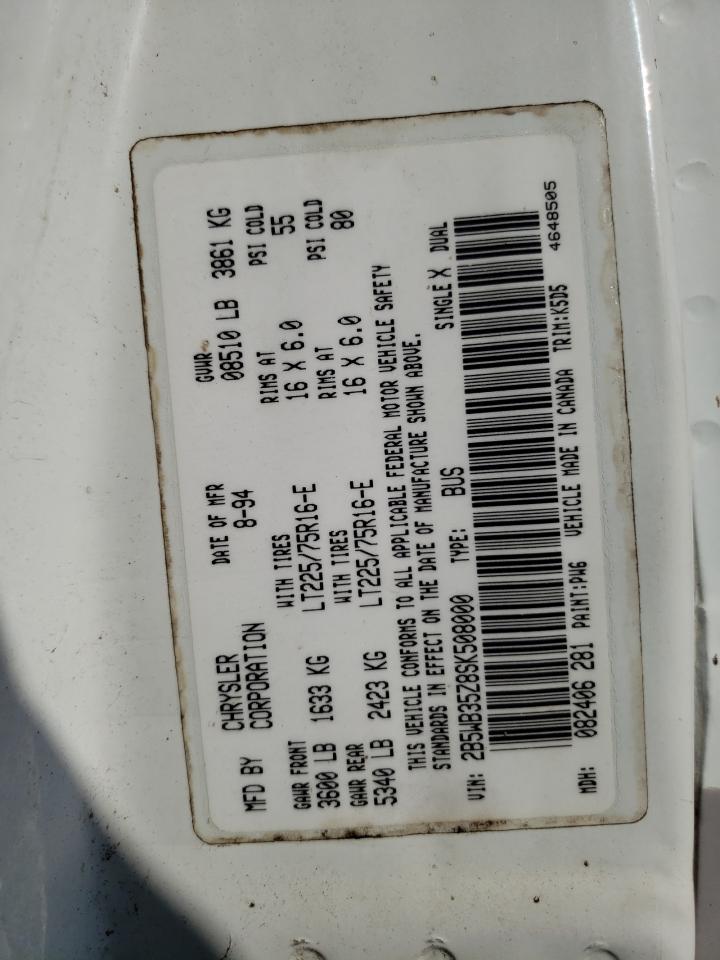 MFD BY CHRYSLER CORPORATION DATE OF MFR 8-94 GVWR 08510 LB 3861 KG
GAWR FRONT WITH TIRES RIMS AT PSI COLD
3600 LB 1633 KG LT225/75R16-E 16 X 6.0 55
GAWR REAR WITH TIRES RIMS AT PSI COLD
5340 LB 2423 KG LT225/75R16-E 16 X 6.0 80
THIS VEHICLE CONFORMS TO ALL APPLICABLE FEDERAL MOTOR VEHICLE SAFETY
STANDARDS IN EFFECT ON THE DATE OF MANUFACTURE SHOWN ABOVE.
VIN: 2B5WB35Z8SK508000 TYPE: BUS SINGLE X DUAL
MDH: 082406 281 PAINT:PW6 VEHICLE MADE IN CANADA TRIM:K5D5
4648505